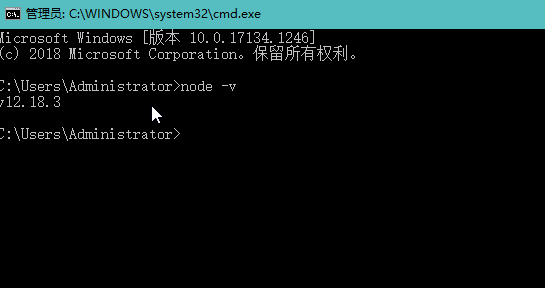 管理员: C:\WINDOWS\system32\cmd.exe
Microsoft Windows [版本 10.0.17134.1246]
(c) 2018 Microsoft Corporation。保留所有权利。
C:\Users\Administrator>node -v
v12.18.3
C:\Users\Administrator>